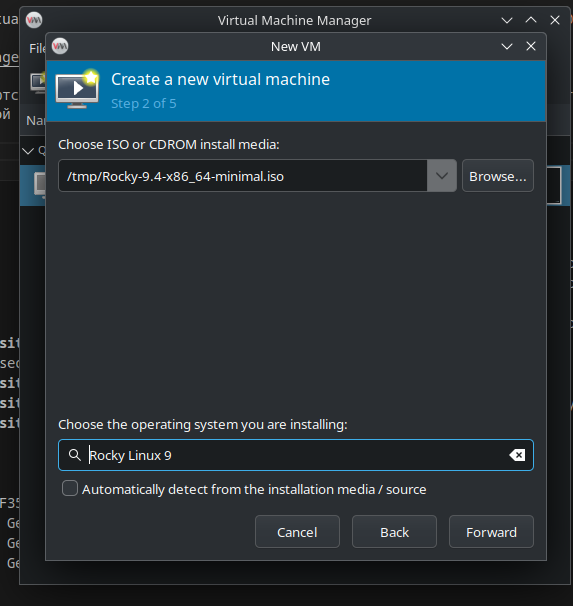 Virtual Machine Manager
New VM
File
Create a new virtual machine
Step 2 of 5
Choose ISO or CDROM install media:
/tmp/Rocky-9.4-x86_64-minimal.iso
Browse...
Choose the operating system you are installing:
Rocky Linux 9
Automatically detect from the installation media / source
Cancel
Back
Forward